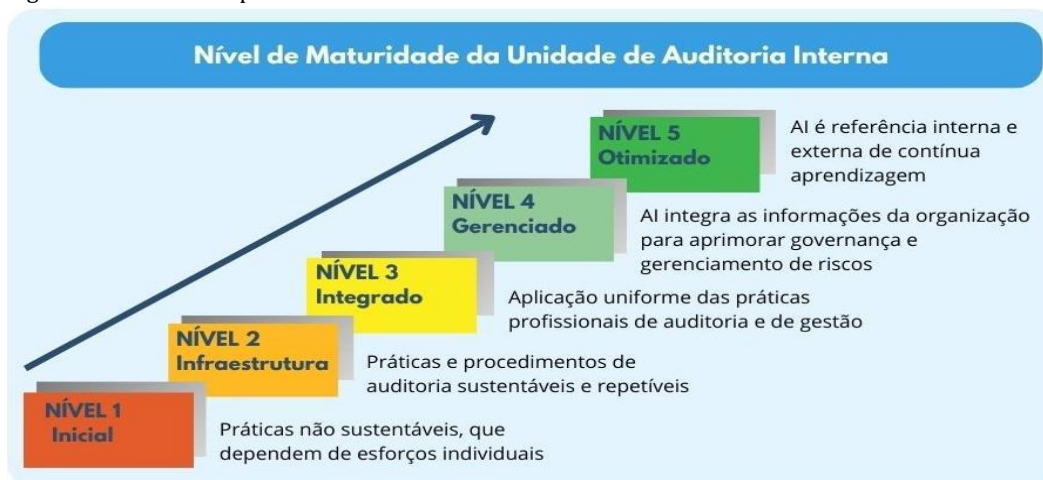 Nível de Maturidade da Unidade de Auditoria Interna
NÍVEL 5
Otimizado
AI é referência interna e
externa de contínua
aprendizagem
NÍVEL 4
Gerenciado
AI integra as informações da organização
para aprimorar governança e
gerenciamento de riscos
NÍVEL 3
Integrado
Aplicação uniforme das práticas
profissionais de auditoria e de gestão
NÍVEL 2
Infraestrutura
Práticas e procedimentos de
auditoria sustentáveis e repetíveis
NÍVEL 1
Inicial
Práticas não sustentáveis, que
dependem de esforços individuais